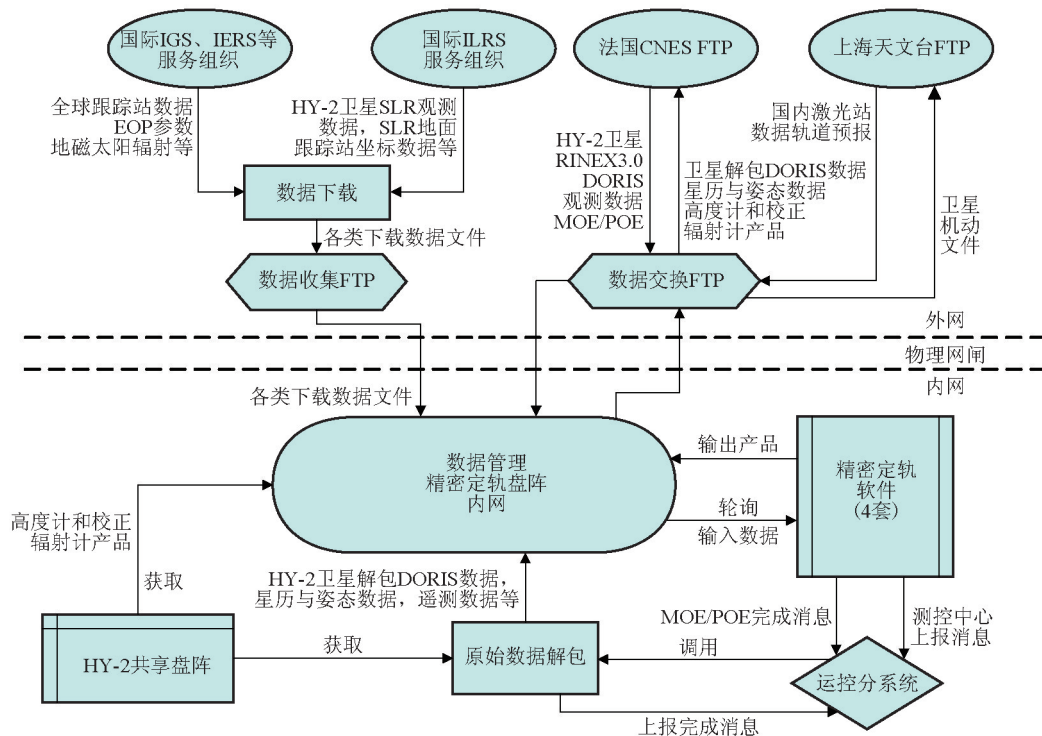 国际IGS、IERS等
服务组织
国际ILRS
服务组织
法国CNES FTP
上海天文台FTP
全球跟踪站数据
EOP参数
地磁太阳辐射等
HY-2卫星SLR观测
数据，SLR地面
跟踪站坐标数据等
HY-2卫星
RINEX3.0
DORIS
观测数据
MOE/POE
卫星解包DORIS数据
星历与姿态数据
高度计和校正
辐射计产品
国内激光站
数据轨道预报
卫星
机动
文件
数据下载
各类下载数据文件
数据收集FTP
数据交换FTP
外网
物理网闸
内网
各类下载数据文件
数据管理
精密定轨盘阵
内网
输出产品
轮询
输入数据
精密定轨
软件
(4套)
高度计和校正
辐射计产品
获取
HY-2卫星解包DORIS数据，
星历与姿态数据，遥测数据等
MOE/POE完成消息
测控中心
上报消息
HY-2共享盘阵
获取
原始数据解包
调用
运控分系统
上报完成消息